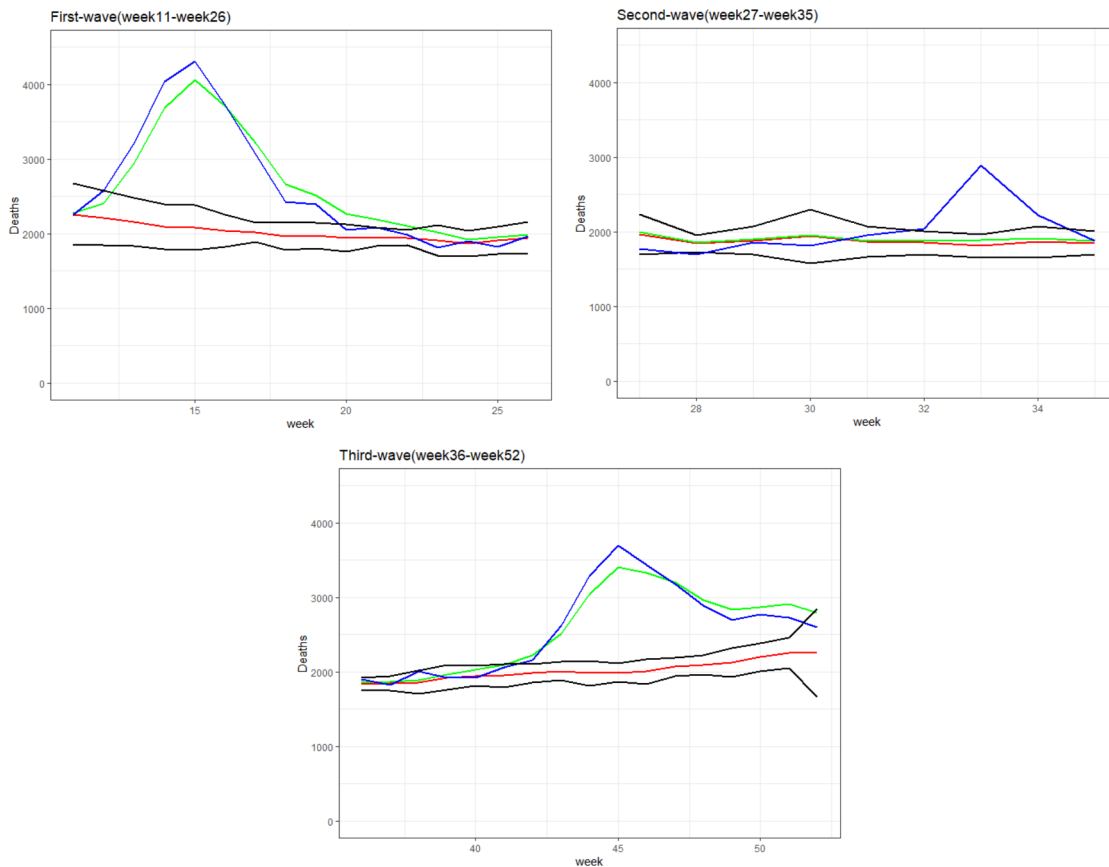 First-wave(week11-week26)
Deaths
4000
3000
2000
1000
0
15
20
25
week
Second-wave(week27-week35)
Deaths
4000
3000
2000
1000
0
28
30
32
34
week
Third-wave(week36-week52)
Deaths
4000
3000
2000
1000
0
40
45
50
week